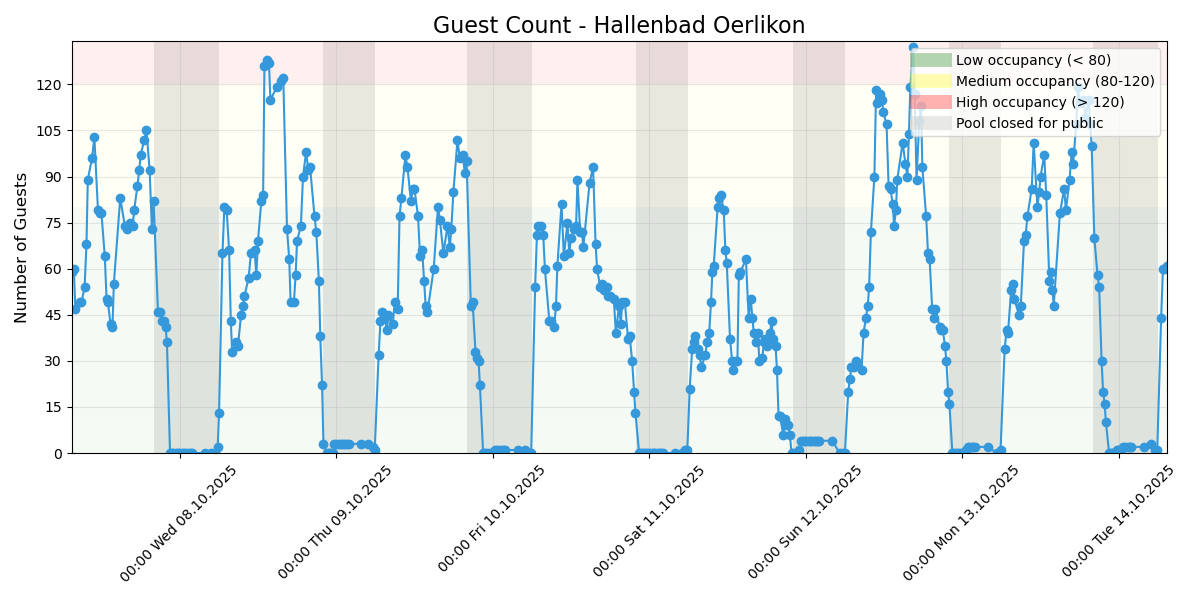 Guest Count - Hallenbad Oerlikon
Number of Guests
120
105
90
75
60
45
30
15
0
Low occupancy (< 80)
Medium occupancy (80-120)
High occupancy (> 120)
Pool closed for public
00:00 Wed 08.10.2025
00:00 Thu 09.10.2025
00:00 Fri 10.10.2025
00:00 Sat 11.10.2025
00:00 Sun 12.10.2025
00:00 Mon 13.10.2025
00:00 Tue 14.10.2025